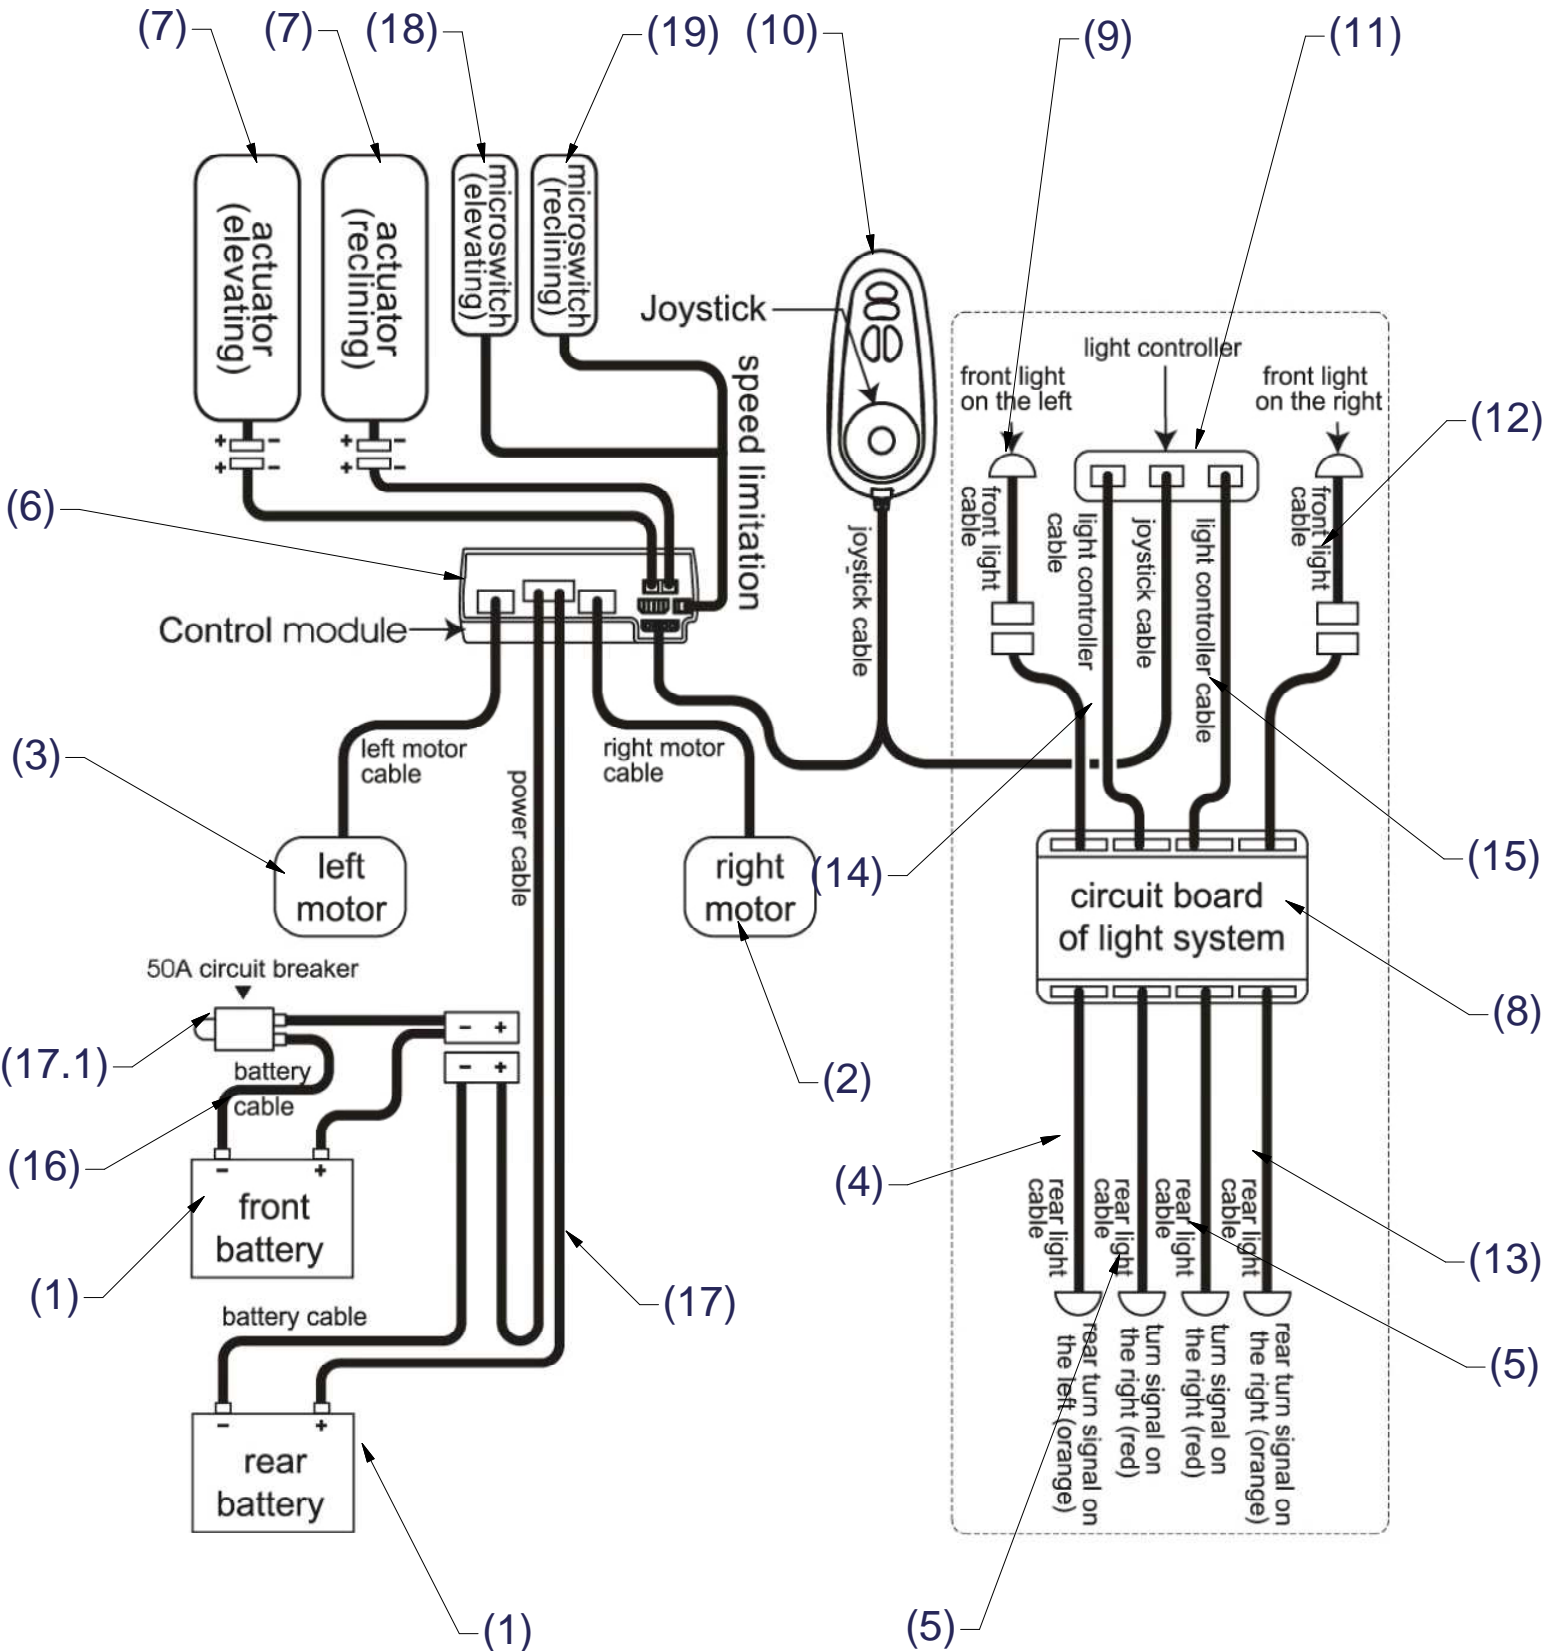 (7)
(7)
(18)
(19)
(10)
(9)
(11)
actuator
(elevating)
actuator
(reclining)
microswitch
(elevating)
microswitch
(reclining)
Joystick
light controller
front light
on the left
front light
on the right
(12)
+ -
+ -
+ -
+ -
speed limitation
(6)
front light
cable
light controller
cable
joystick cable
light controller cable
front light
cable
joystick cable
Control module
(3)
left motor
cable
right motor
cable
power cable
left
motor
right
motor
(14)
(15)
circuit board
of light system
50A circuit breaker
(8)
- +
- +
(17.1)
battery
cable
(2)
(16)
(4)
- +
front
battery
rear light
cable
rear light
cable
rear light
cable
rear light
cable
(13)
(1)
(17)
battery cable
(5)
rear turn signal on
the left (orange)
turn signal on
the right (red)
turn signal on
the right (red)
rear turn signal on
the right (orange)
- +
rear
battery
(1)
(5)